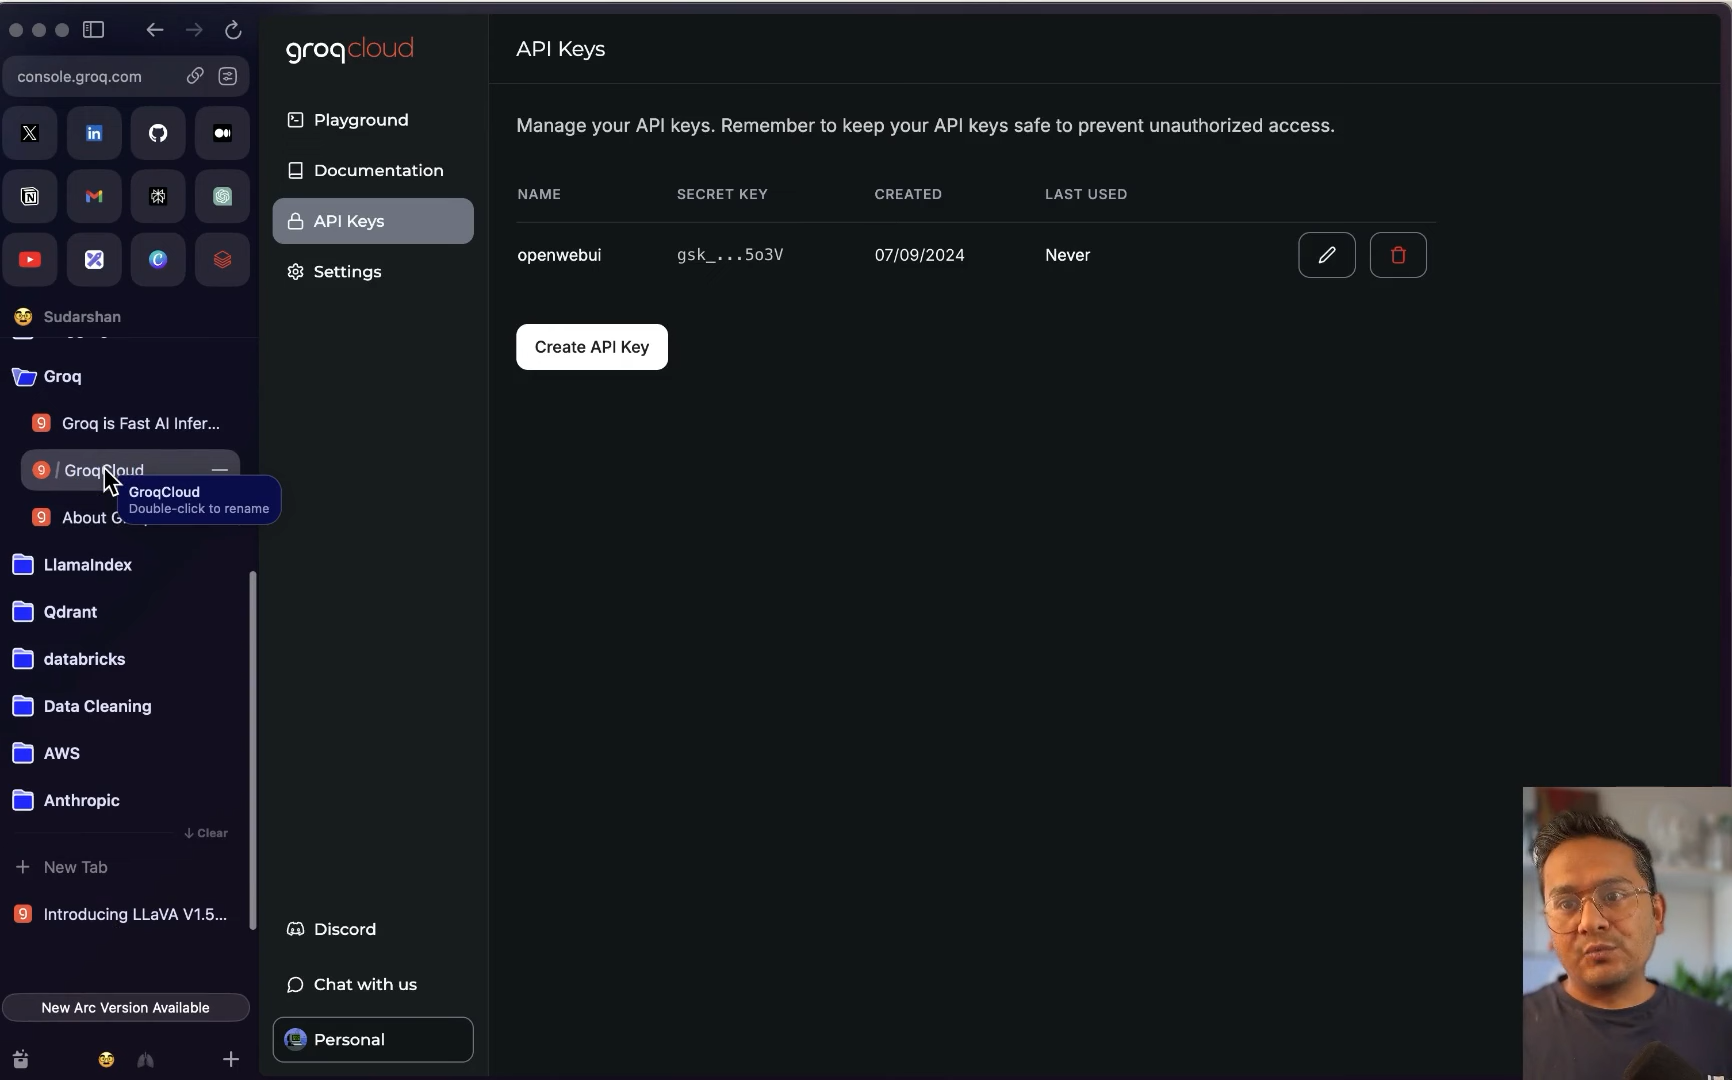 console.groq.com
Sudarshan
Groq
Groq is Fast AI Infer...
/ GroqCloud
GroqCloud
Double-click to rename
About G
LlamaIndex
Qdrant
databricks
Data Cleaning
AWS
Anthropic
Clear
New Tab
Introducing LLaVA V1.5...
New Arc Version Available
groqcloud
Playground
Documentation
API Keys
Settings
Discord
Chat with us
Personal
API Keys
Manage your API keys. Remember to keep your API keys safe to prevent unauthorized access.
NAME SECRET KEY CREATED LAST USED
openwebui gsk_...5o3V 07/09/2024 Never
Create API Key